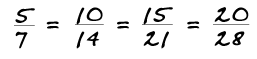 5/7 = 10/14 = 15/21 = 20/28